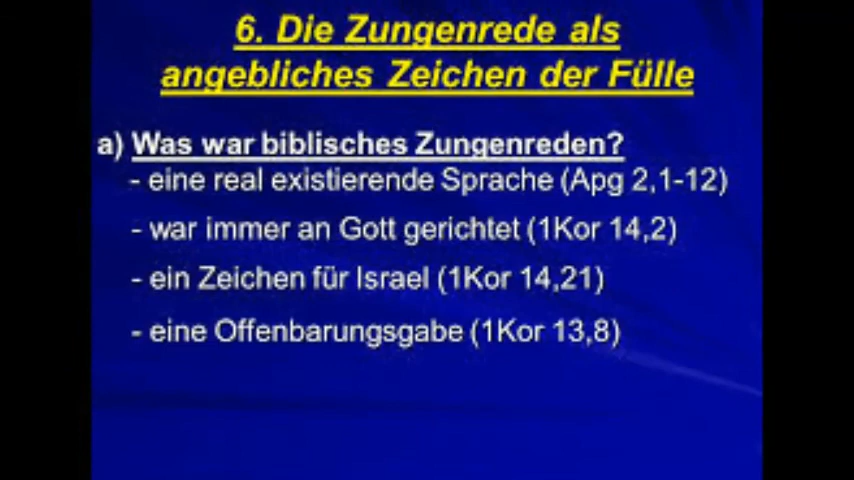 6. Die Zungenrede als
angebliches Zeichen der Fülle
a) Was war biblisches Zungenreden?
- eine real existierende Sprache (Apg 2,1-12)
- war immer an Gott gerichtet (1Kor 14,2)
- ein Zeichen für Israel (1Kor 14,21)
- eine Offenbarungsgabe (1Kor 13,8)